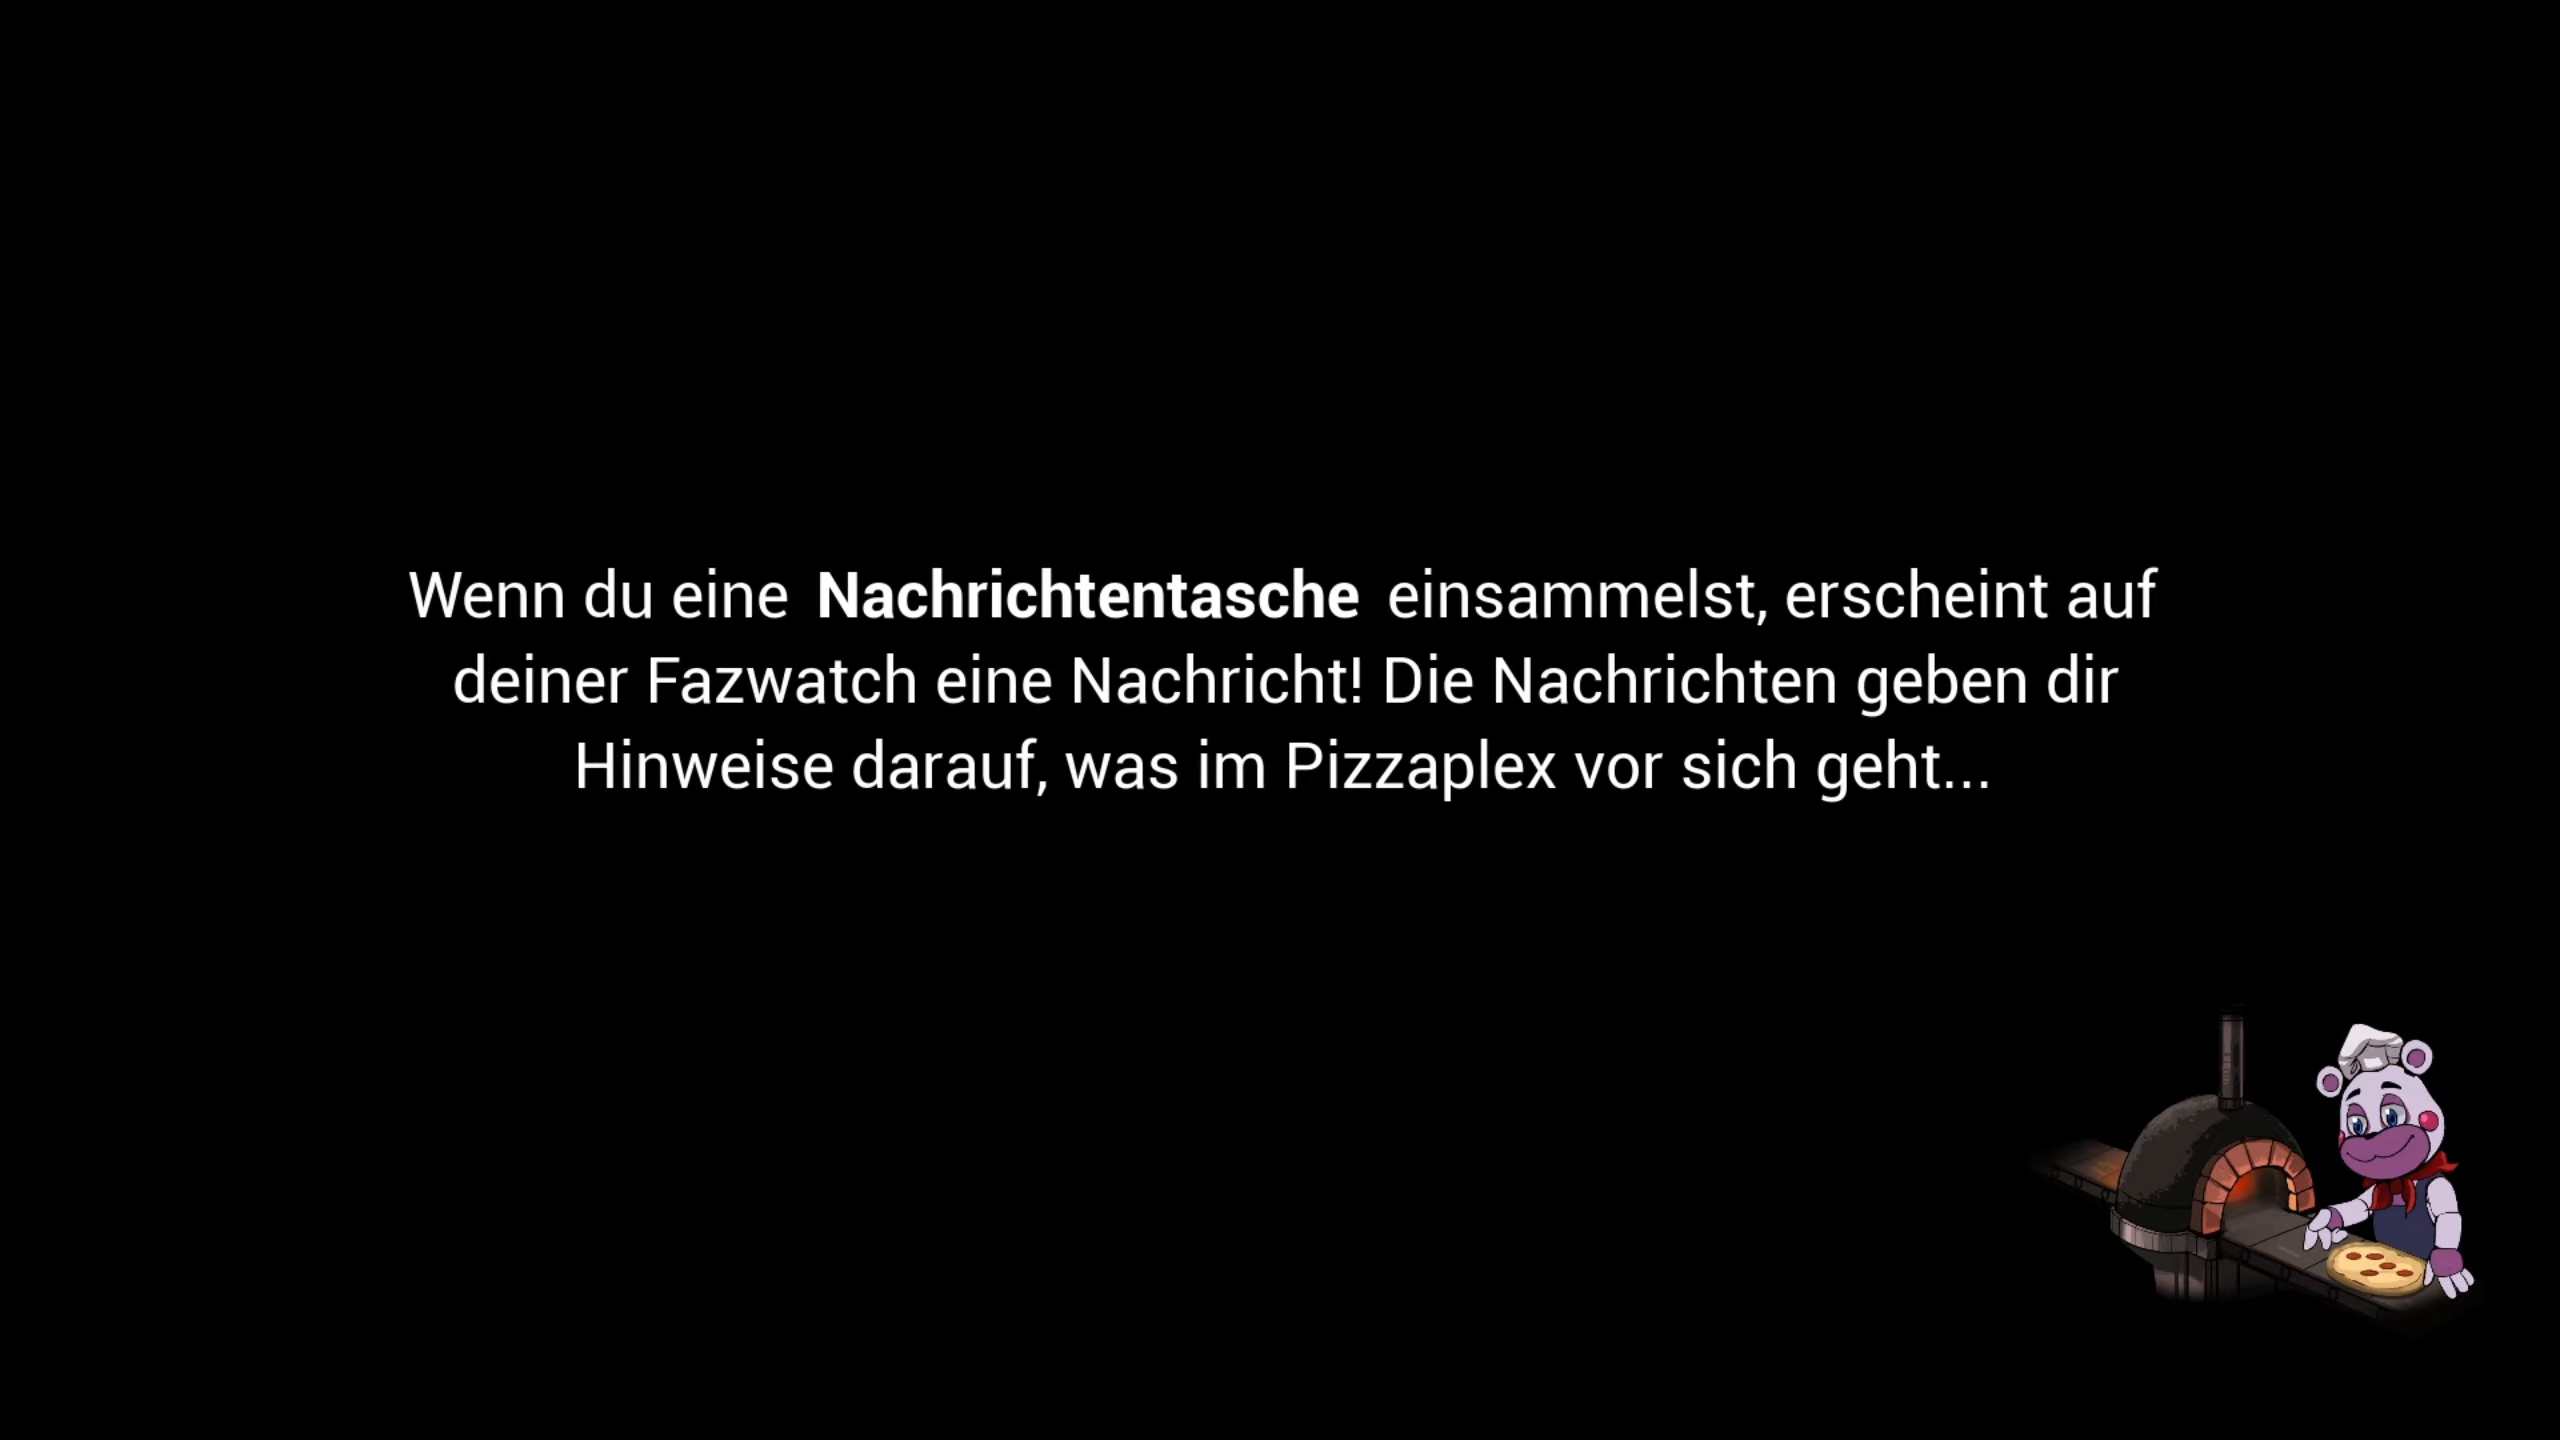 Wenn du eine Nachrichtentasche einsammelst, erscheint auf
deiner Fazwatch eine Nachricht! Die Nachrichten geben dir
Hinweise darauf, was im Pizzaplex vor sich geht...